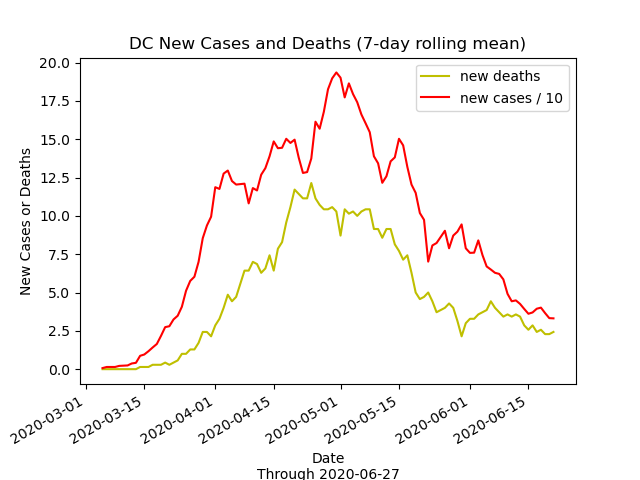 DC New Cases and Deaths (7-day rolling mean)
new deaths
new cases / 10
New Cases or Deaths
20.0
17.5
15.0
12.5
10.0
7.5
5.0
2.5
0.0
2020-03-01
2020-03-15
2020-04-01
2020-04-15
2020-05-01
2020-05-15
2020-06-01
2020-06-15
Date
Through 2020-06-27